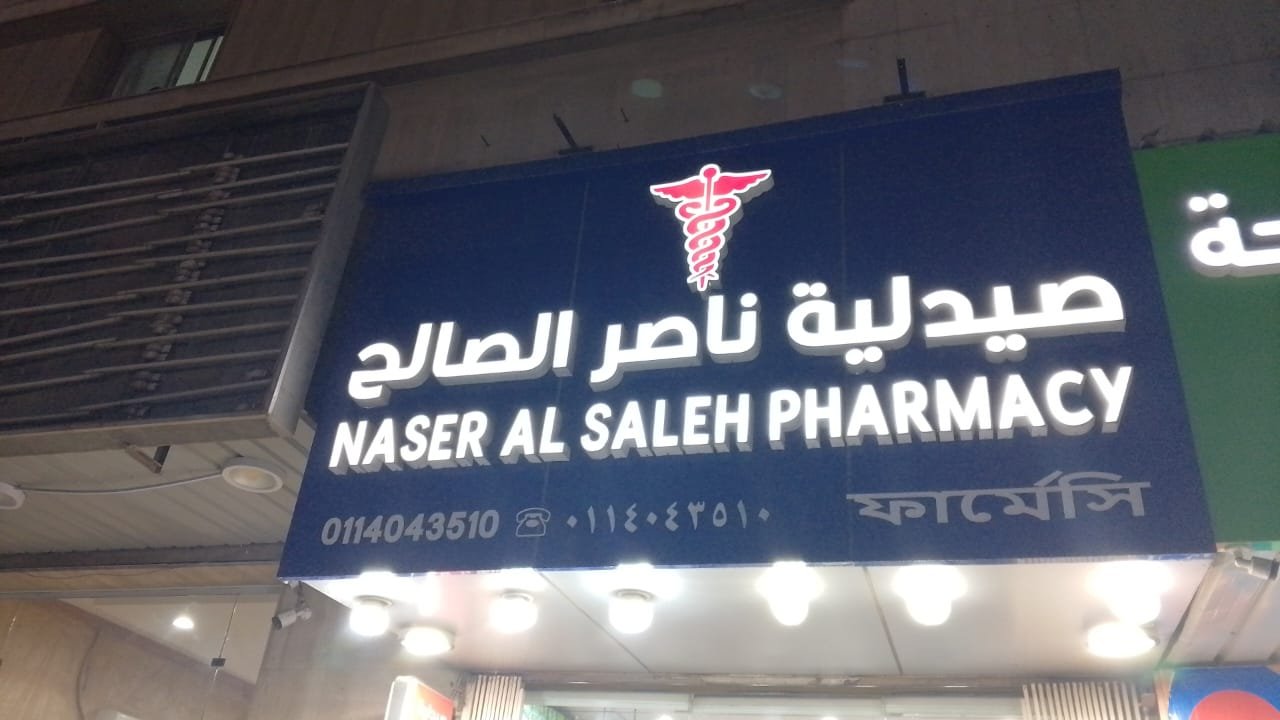 صيدلية ناصر الصالح
NASER AL SALEH PHARMACY
0114043510 ٠١١٤٠٤٣٥١٠ ফার্মেসি